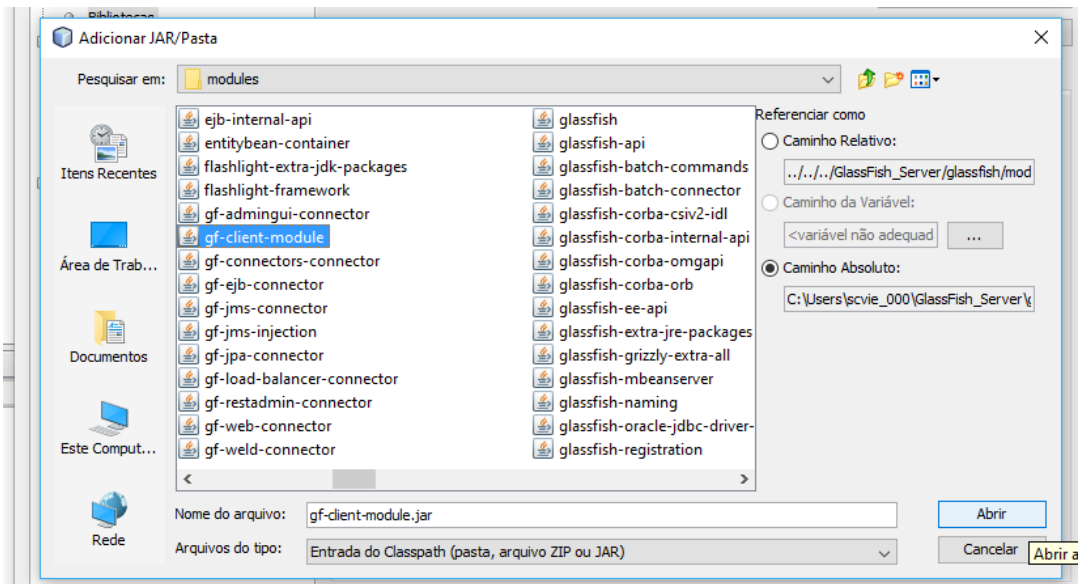 Bibliotecas
Adicionar JAR/Pasta
Pesquisar em:
modules
Itens Recentes
Área de Trab...
Documentos
Este Comput...
Rede
ejb-internal-api
entitybean-container
flashlight-extra-jdk-packages
flashlight-framework
gf-admingui-connector
gf-client-module
gf-connectors-connector
gf-ejb-connector
gf-jms-connector
gf-jms-injection
gf-jpa-connector
gf-load-balancer-connector
gf-restadmin-connector
gf-web-connector
gf-weld-connector
glassfish
glassfish-api
glassfish-batch-commands
glassfish-batch-connector
glassfish-corba-csiv2-idl
glassfish-corba-internal-api
glassfish-corba-omgapi
glassfish-corba-orb
glassfish-ee-api
glassfish-extra-jre-packages
glassfish-grizzly-extra-all
glassfish-mbeanserver
glassfish-naming
glassfish-oracle-jdbc-driver-
glassfish-registration
Referenciar como
Caminho Relativo:
../../../GlassFish_Server/glassfish/mod
Caminho da Variável:
<variável não adequad
...
Caminho Absoluto:
C:\Users\scvie_000\GlassFish_Server\g
Nome do arquivo:
gf-client-module.jar
Abrir
Arquivos do tipo:
Entrada do Classpath (pasta, arquivo ZIP ou JAR)
Cancelar
Abrir a